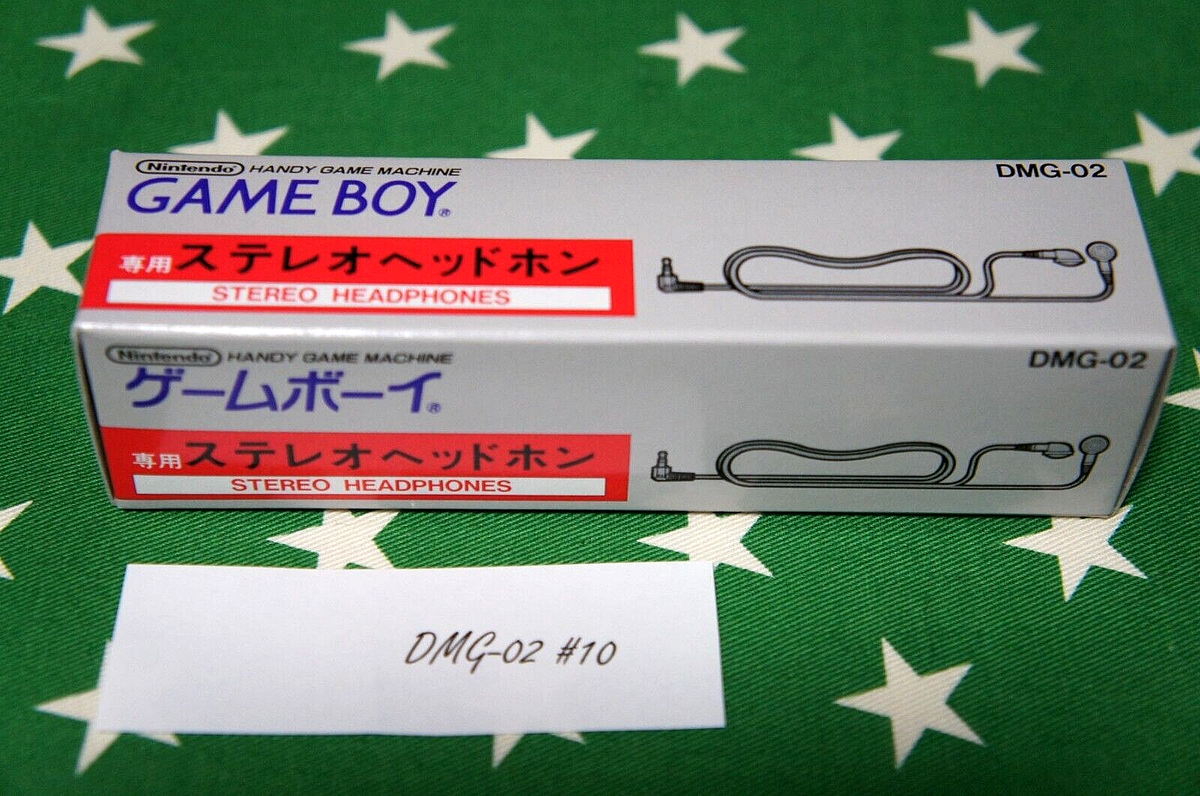 Nintendo® HANDY GAME MACHINE
DMG-02
GAME BOY®
専用ステレオヘッドホン
STEREO HEADPHONES
Nintendo® HANDY GAME MACHINE
DMG-02
ゲームボーイ®
専用ステレオヘッドホン
STEREO HEADPHONES
DMG-02 #10